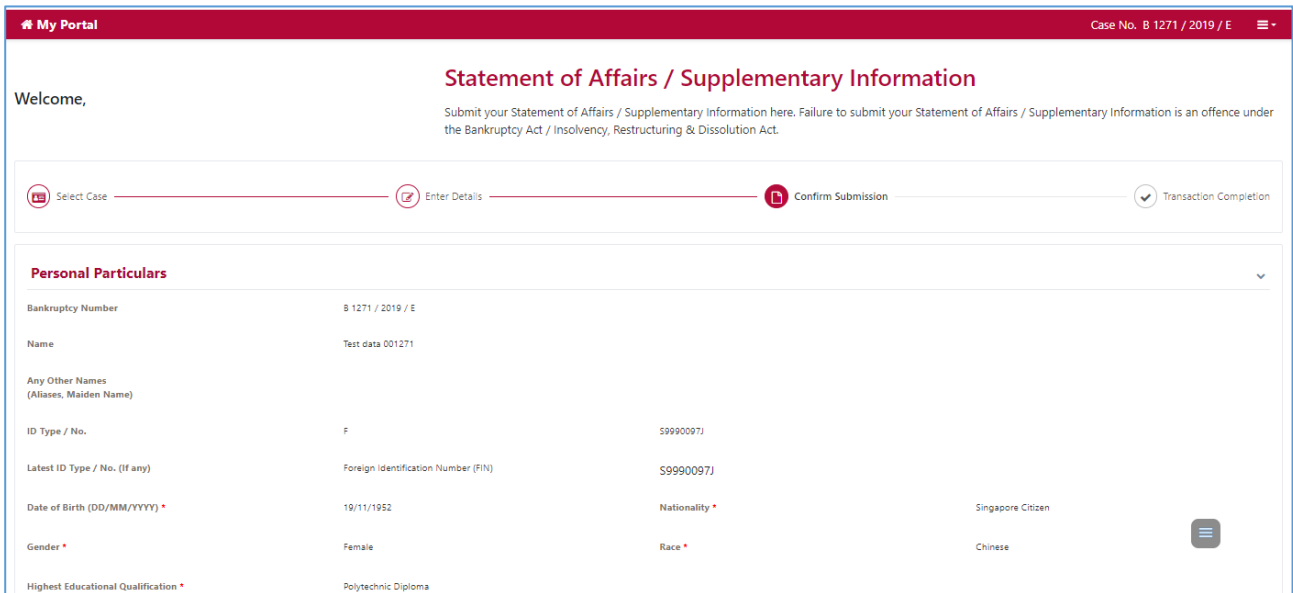 My Portal
Case No. B 1271 / 2019 / E
Welcome,
Statement of Affairs / Supplementary Information
Submit your Statement of Affairs / Supplementary Information here. Failure to submit your Statement of Affairs / Supplementary Information is an offence under
the Bankruptcy Act / Insolvency, Restructuring & Dissolution Act.
Select Case
Enter Details
Confirm Submission
Transaction Completion
Personal Particulars
Bankruptcy Number B 1271 / 2019 / E
Name Test data 001271
Any Other Names
(Aliases, Maiden Name)
ID Type / No. F S9990097J
Latest ID Type / No. (If any) Foreign Identification Number (FIN) S9990097J
Date of Birth (DD/MM/YYYY) * 19/11/1952 Nationality * Singapore Citizen
Gender * Female Race * Chinese
Highest Educational Qualification * Polytechnic Diploma